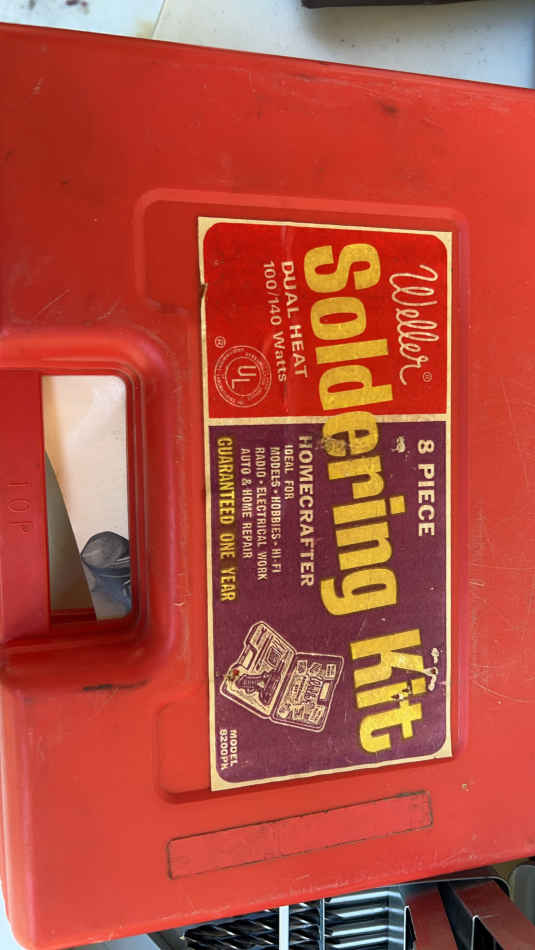 Weller®
8 PIECE
Soldering Kit
DUAL HEAT
100/140 Watts
UL
®
HOMECRAFTER
IDEAL FOR
MODELS • HOBBIES • HI-FI
RADIO • ELECTRICAL WORK
AUTO & HOME REPAIR
GUARANTEED ONE YEAR
MODEL
8200PK
TOP